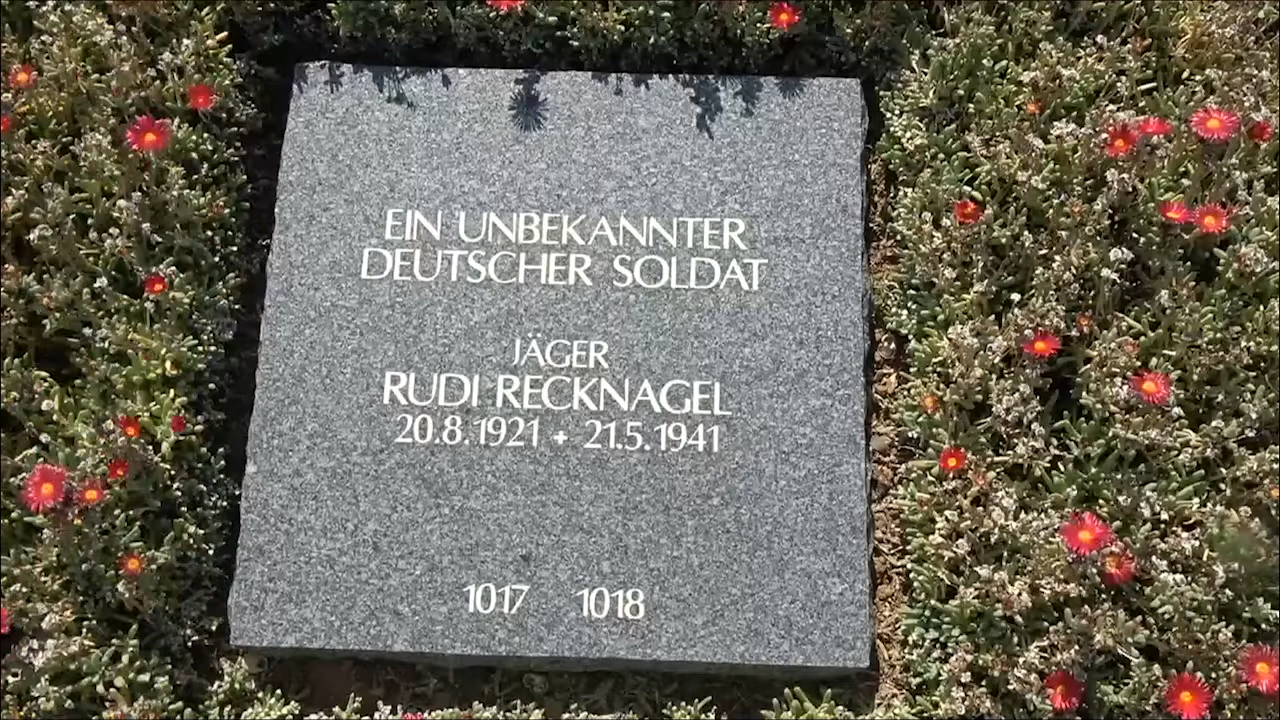 EIN UNBEKANNTER
DEUTSCHER SOLDAT
JÄGER
RUDI RECKNAGEL
20.8.1921 + 21.5.1941
1017 1018